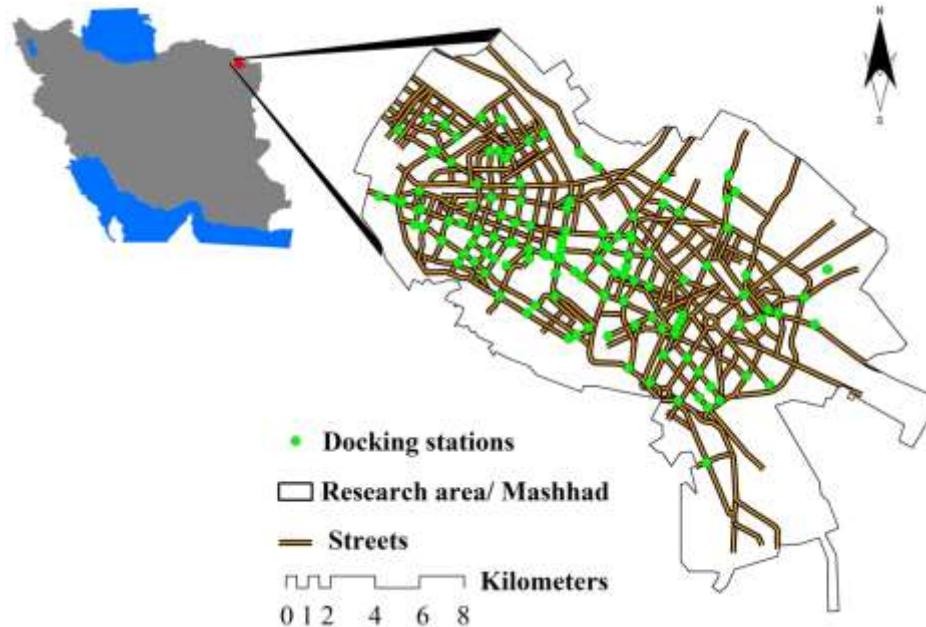 N
S
Docking stations
Research area/ Mashhad
Streets
Kilometers
0 1 2 4 6 8